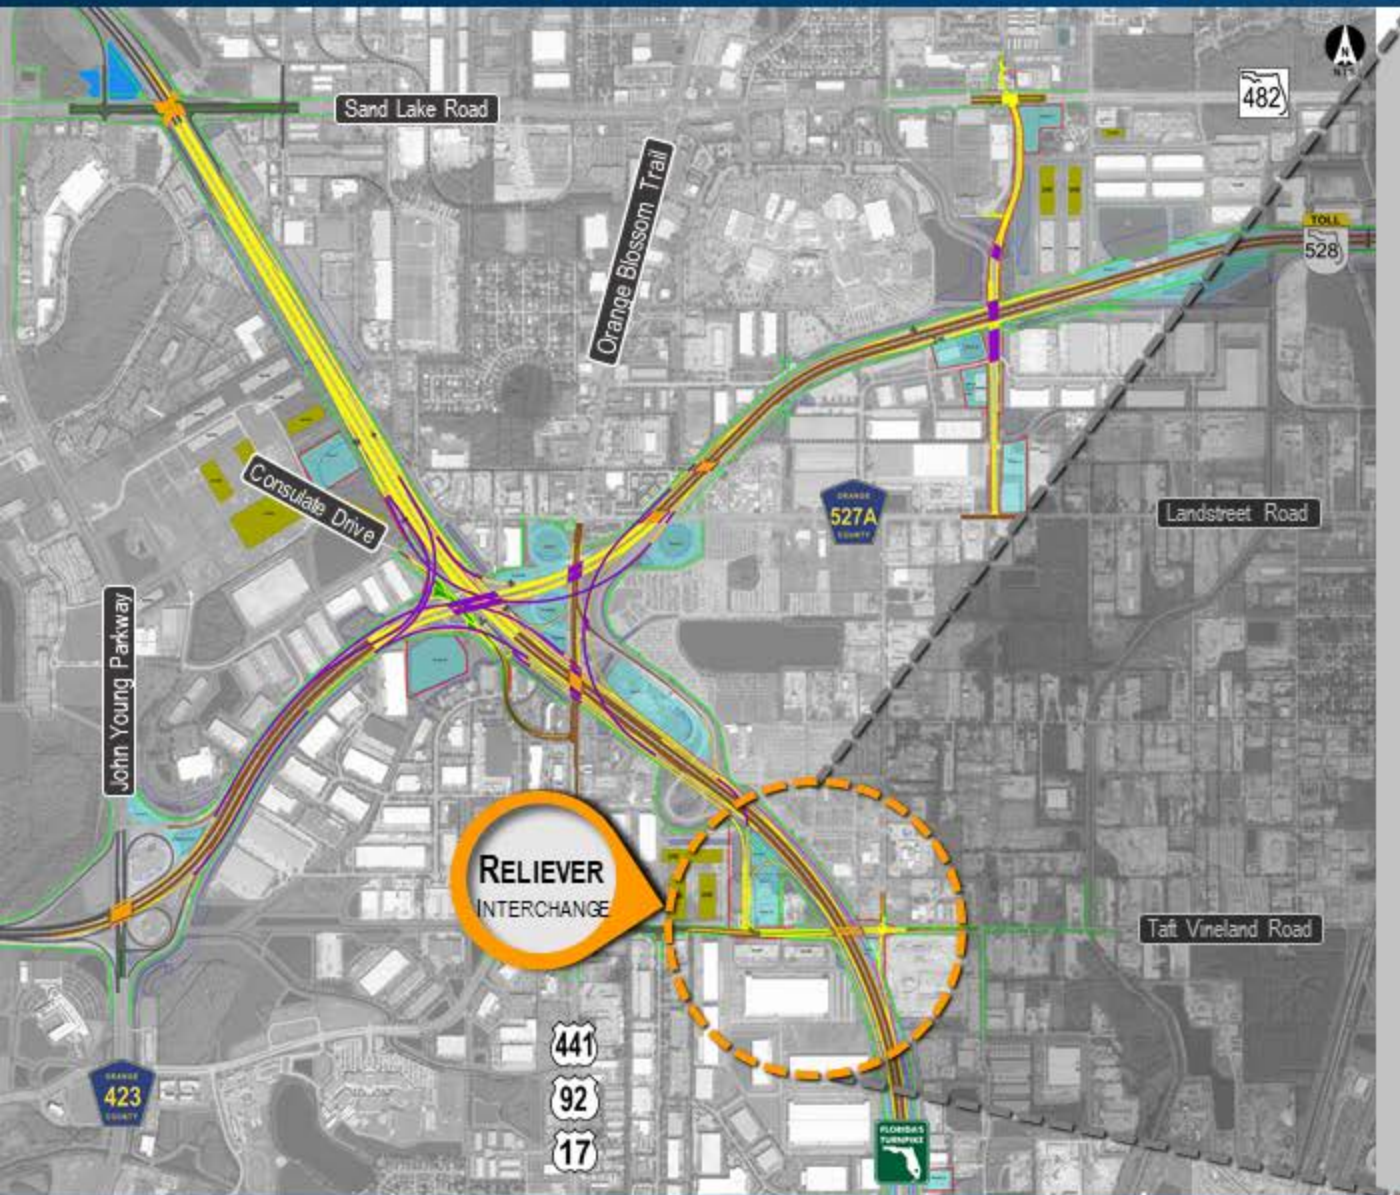 N
NTS
Sand Lake Road
482
Orange Blossom Trail
TOLL
528
Consulate Drive
ORANGE
527A
COUNTY
Landstreet Road
John Young Parkway
RELIEVER
INTERCHANGE
Taft Vineland Road
441
92
17
ORANGE
423
COUNTY
FLORIDA'S
TURNPIKE